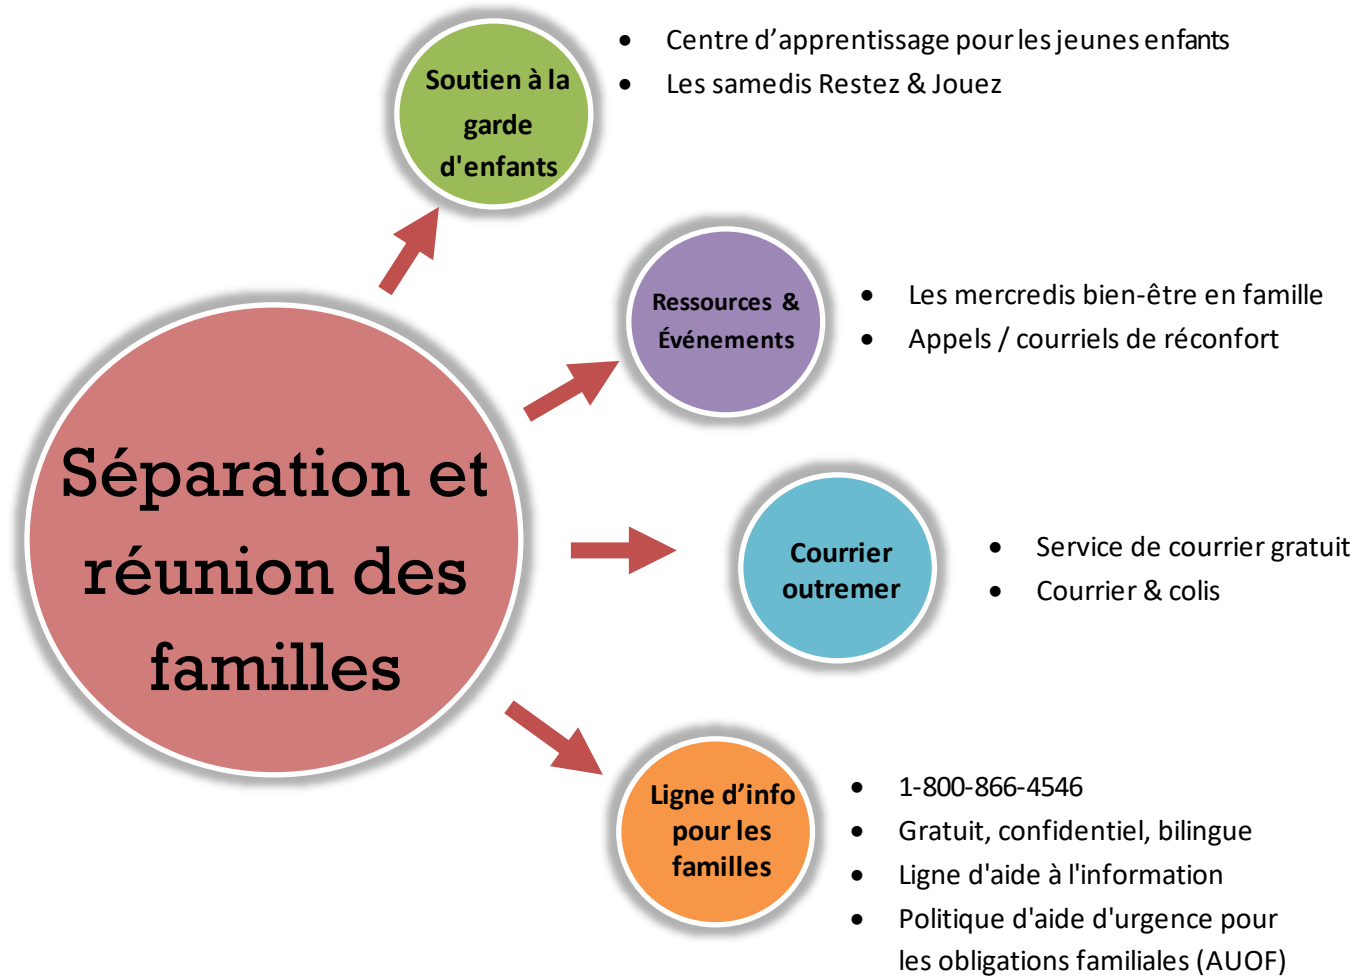 Soutien à la
garde
d'enfants
• Centre d’apprentissage pour les jeunes enfants
• Les samedis Restez & Jouez
Ressources &
Événements
• Les mercredis bien-être en famille
• Appels / courriels de réconfort
Séparation et
réunion des
familles
Courrier
outremer
• Service de courrier gratuit
• Courrier & colis
Ligne d’info
pour les
familles
• 1-800-866-4546
• Gratuit, confidentiel, bilingue
• Ligne d'aide à l'information
• Politique d'aide d'urgence pour
les obligations familiales (AUOF)